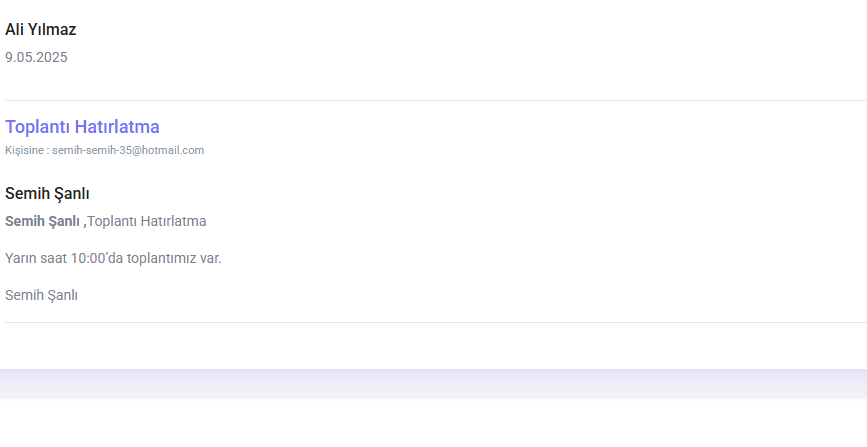 Ali Yılmaz
9.05.2025
Toplantı Hatırlatma
Kişisine : semih-semih-35@hotmail.com
Semih Şanlı
Semih Şanlı ,Toplantı Hatırlatma
Yarın saat 10:00’da toplantımız var.
Semih Şanlı